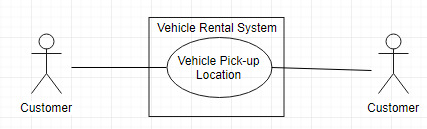 Vehicle Rental System
Vehicle Pick-up
Location
Customer
Customer